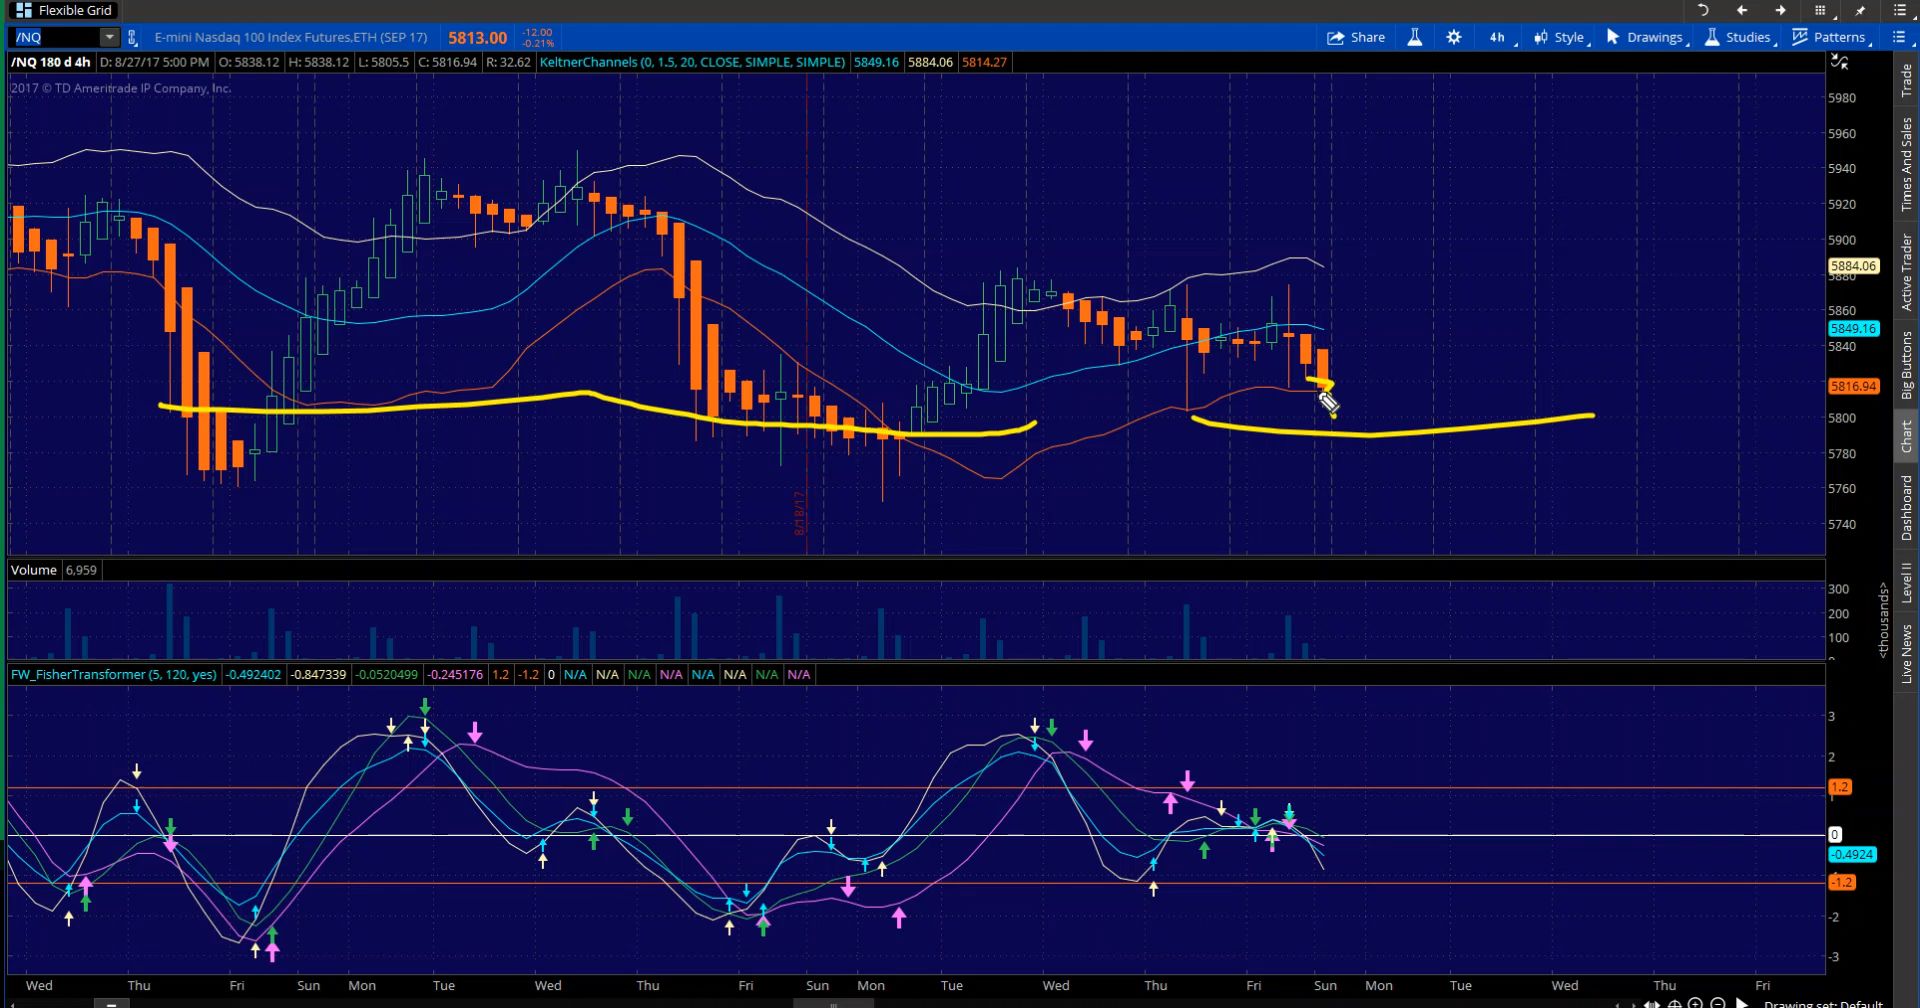 Flexible Grid
/NQ E-mini Nasdaq 100 Index Futures,ETH (SEP 17) 5813.00 -12.00 -0.21% Share 4h Style Drawings Studies Patterns
/NQ 180 d 4h D: 8/27/17 5:00 PM O: 5838.12 H: 5838.12 L: 5805.5 C: 5816.94 R: 32.62 KeltnerChannels (0, 1.5, 20, CLOSE, SIMPLE, SIMPLE) 5849.16 5884.06 5814.27
2017 © TD Ameritrade IP Company, Inc.
5980
5960
5940
5920
5900
5884.06
5880
5860
5849.16
5840
5816.94
5800
5780
5760
5740
8/18/17
Volume 6,959
300
200
100
0
<thousands>
FW_FisherTransformer (5, 120, yes) -0.492402 -0.847339 -0.0520499 -0.245176 1.2 -1.2 0 N/A N/A N/A N/A N/A N/A N/A N/A
3
2
1.2
1
0
-0.4924
-1.2
-2
-3
Wed Thu Fri Sun Mon Tue Wed Thu Fri Sun Mon Tue Wed Thu Fri Sun Mon Tue Wed Thu Fri
Drawing set: Default
Trade
Times And Sales
Active Trader
Big Buttons
Chart
Dashboard
Level II
Live News